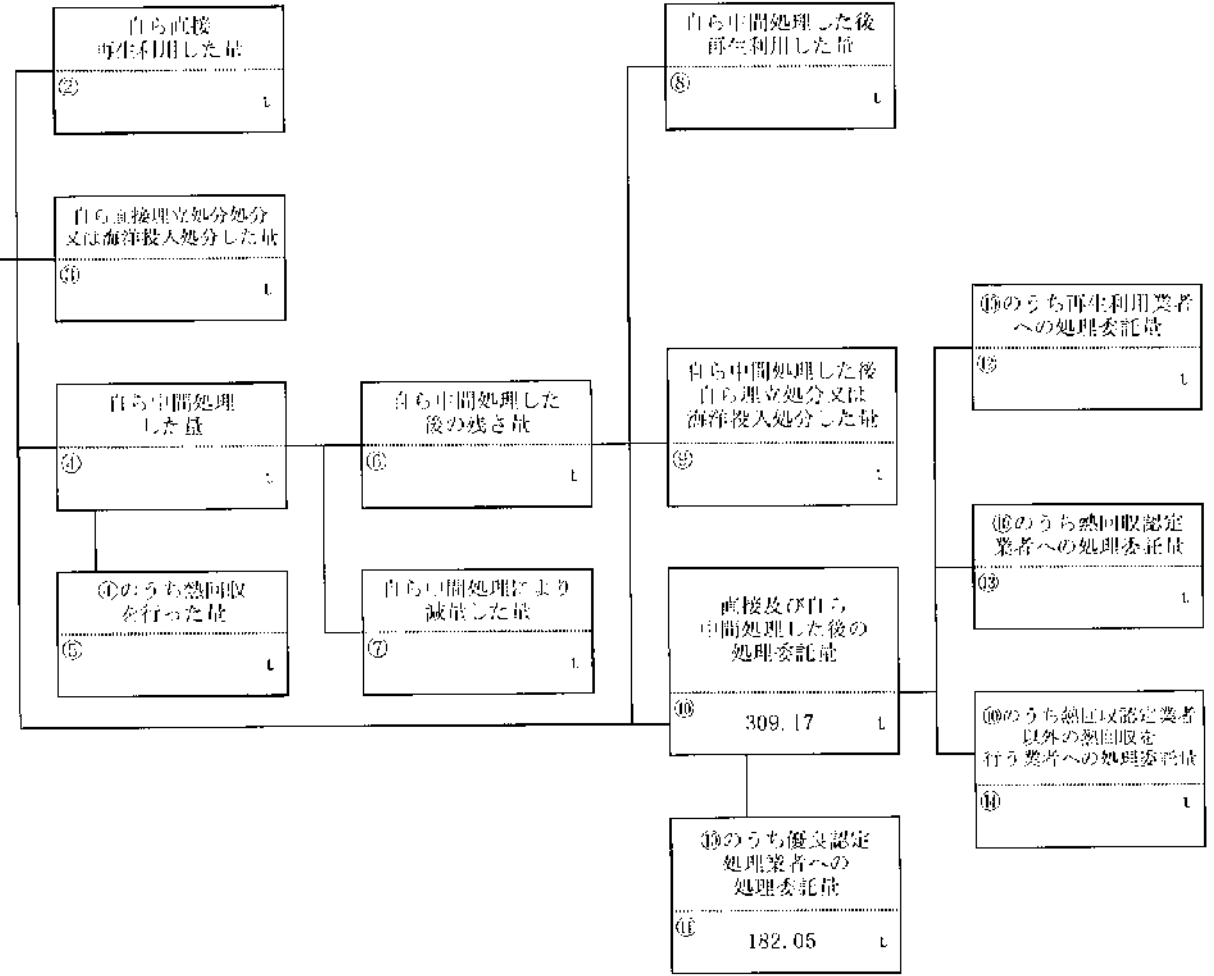 自ら直接
再生利用した量
②
t
自ら直接埋立処分処分
又は海洋投入処分した量
③
t
自ら中間処理
した量
④
t
④のうち熱回収
を行った量
⑤
t
自ら中間処理した
後の残さ量
⑥
t
自ら中間処理により
減量した量
⑦
t
自ら中間処理した後
再生利用した量
⑧
t
自ら中間処理した後
自ら埋立処分又は
海洋投入処分した量
⑨
t
直接及び自ら
中間処理した後の
処理委託量
⑩
309.17 t
⑩のうち優良認定
処理業者への
処理委託量
⑪
182.05 t
⑩のうち再生利用業者
への処理委託量
⑫
t
⑩のうち熱回収認定
業者への処理委託量
⑬
t
⑩のうち熱回収認定業者
以外の熱回収を
行う業者への処理委託量
⑭
t